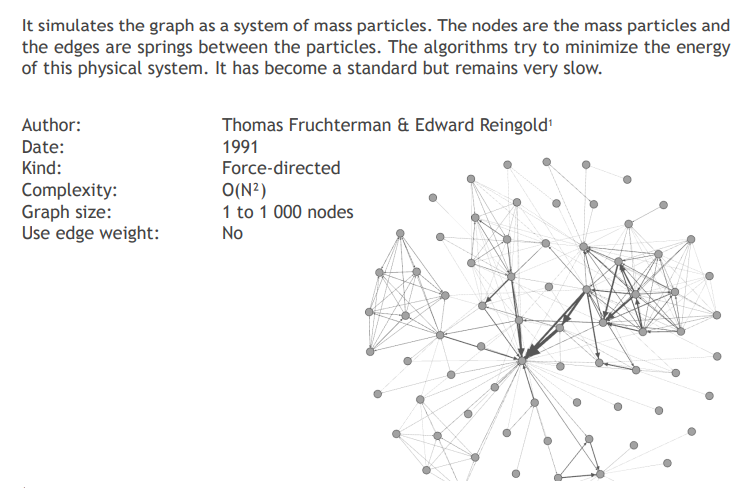 It simulates the graph as a system of mass particles. The nodes are the mass particles and
the edges are springs between the particles. The algorithms try to minimize the energy
of this physical system. It has become a standard but remains very slow.
Author: Thomas Fruchterman & Edward Reingold¹
Date: 1991
Kind: Force-directed
Complexity: O(N²)
Graph size: 1 to 1 000 nodes
Use edge weight: No